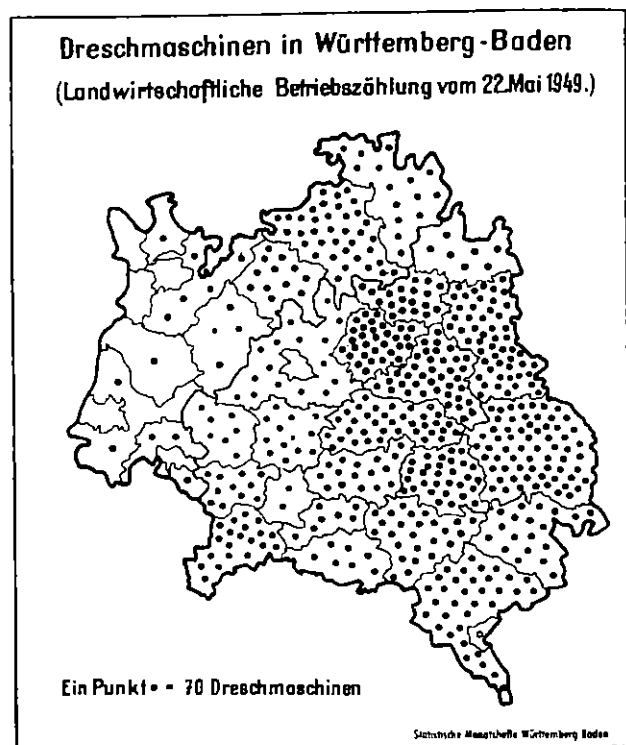 Dreschmaschinen in Württemberg-Baden
(Landwirtschaftliche Betriebszählung vom 22.Mai 1949.)
Ein Punkt • = 70 Dreschmaschinen
Statistische Monatshefte Württemberg Baden